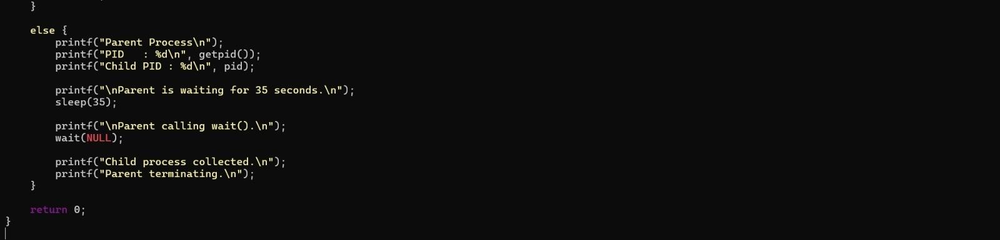 }
else {
printf("Parent Process\n");
printf("PID   : %d\n", getpid());
printf("Child PID : %d\n", pid);
printf("\nParent is waiting for 35 seconds.\n");
sleep(35);
printf("\nParent calling wait().\n");
wait(NULL);
printf("Child process collected.\n");
printf("Parent terminating.\n");
}
return 0;
}